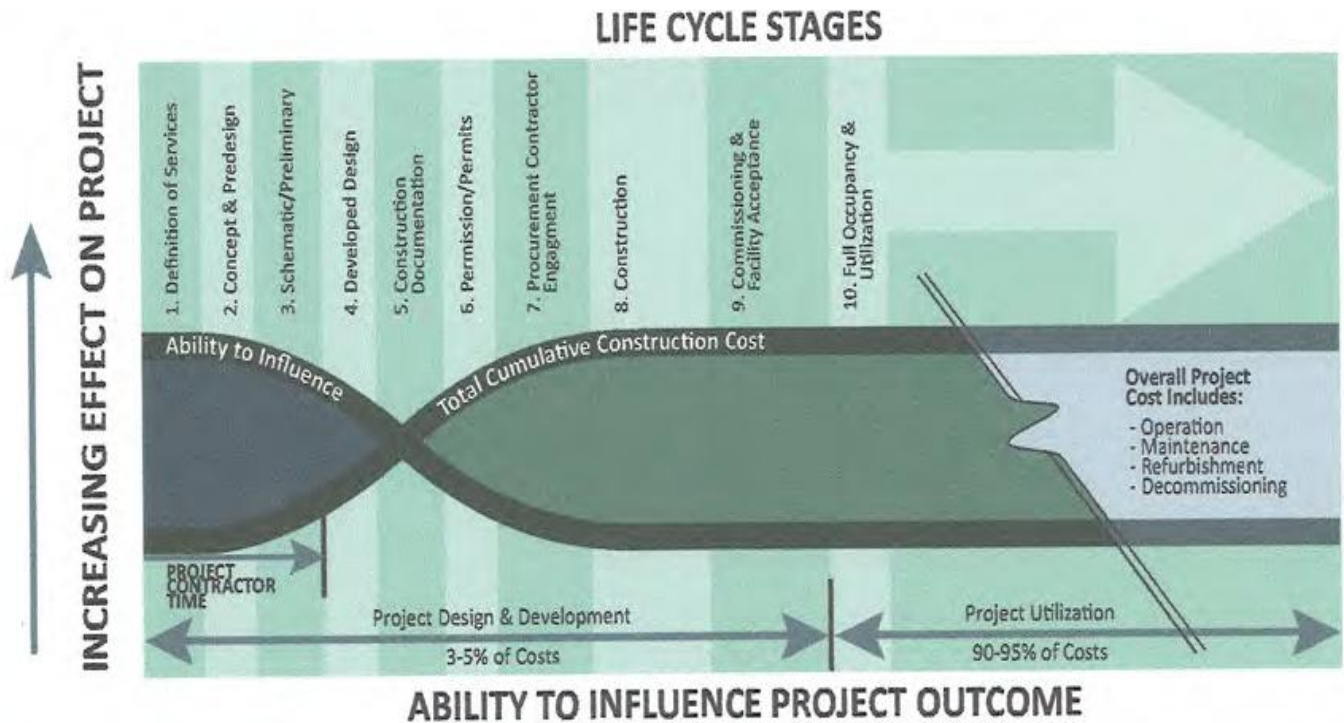 LIFE CYCLE STAGES
INCREASING EFFECT ON PROJECT
1. Definition of Services
2. Concept & Predesign
3. Schematic/Preliminary
4. Developed Design
5. Construction
Documentation
6. Permission/Permits
7. Procurement Contractor
Engagment
8. Construction
9. Commissioning &
Facility Acceptance
10. Full Occupancy &
Utilization
Ability to Influence
Total Cumulative Construction Cost
Overall Project
Cost Includes:
- Operation
- Maintenance
- Refurbishment
- Decommissioning
PROJECT
CONTRACTOR
TIME
Project Design & Development
3-5% of Costs
Project Utilization
90-95% of Costs
ABILITY TO INFLUENCE PROJECT OUTCOME